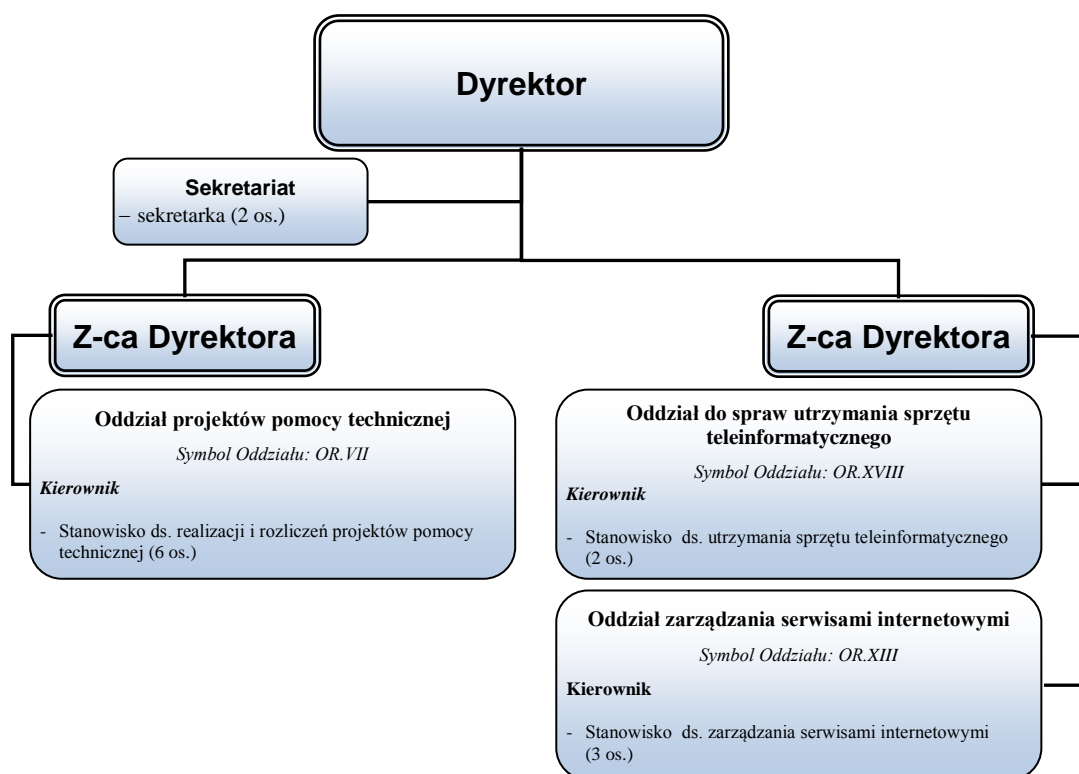 Dyrektor
Sekretariat
– sekretarka (2 os.)
Z-ca Dyrektora
Z-ca Dyrektora
Oddział projektów pomocy technicznej
Symbol Oddziału: OR.VII
Kierownik
- Stanowisko ds. realizacji i rozliczeń projektów pomocy
technicznej (6 os.)
Oddział do spraw utrzymania sprzętu
teleinformatycznego
Symbol Oddziału: OR.XVIII
Kierownik
- Stanowisko ds. utrzymania sprzętu teleinformatycznego
(2 os.)
Oddział zarządzania serwisami internetowymi
Symbol Oddziału: OR.XIII
Kierownik
- Stanowisko ds. zarządzania serwisami internetowymi
(3 os.)